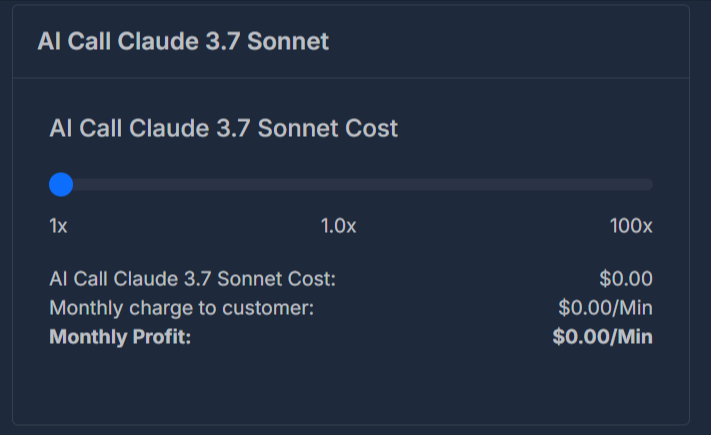 AI Call Claude 3.7 Sonnet
AI Call Claude 3.7 Sonnet Cost
1x 1.0x 100x
AI Call Claude 3.7 Sonnet Cost: $0.00
Monthly charge to customer: $0.00/Min
Monthly Profit: $0.00/Min